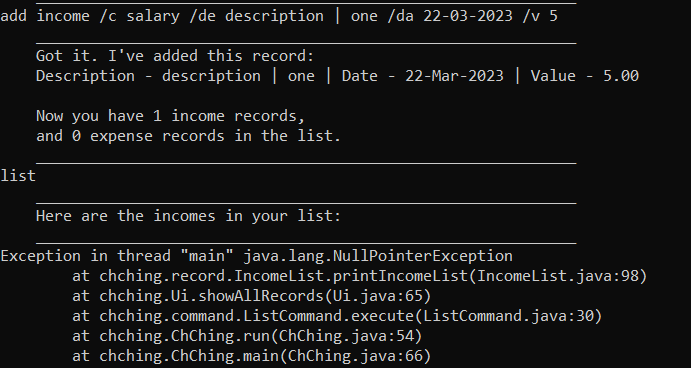 add income /c salary /de description | one /da 22-03-2023 /v 5
____________________________________________________________
Got it. I've added this record:
Description - description | one | Date - 22-Mar-2023 | Value - 5.00
Now you have 1 income records,
and 0 expense records in the list.
____________________________________________________________
list
____________________________________________________________
Here are the incomes in your list:
____________________________________________________________
Exception in thread "main" java.lang.NullPointerException
at chching.record.IncomeList.printIncomeList(IncomeList.java:98)
at chching.Ui.showAllRecords(Ui.java:65)
at chching.command.ListCommand.execute(ListCommand.java:30)
at chching.ChChing.run(ChChing.java:54)
at chching.ChChing.main(ChChing.java:66)